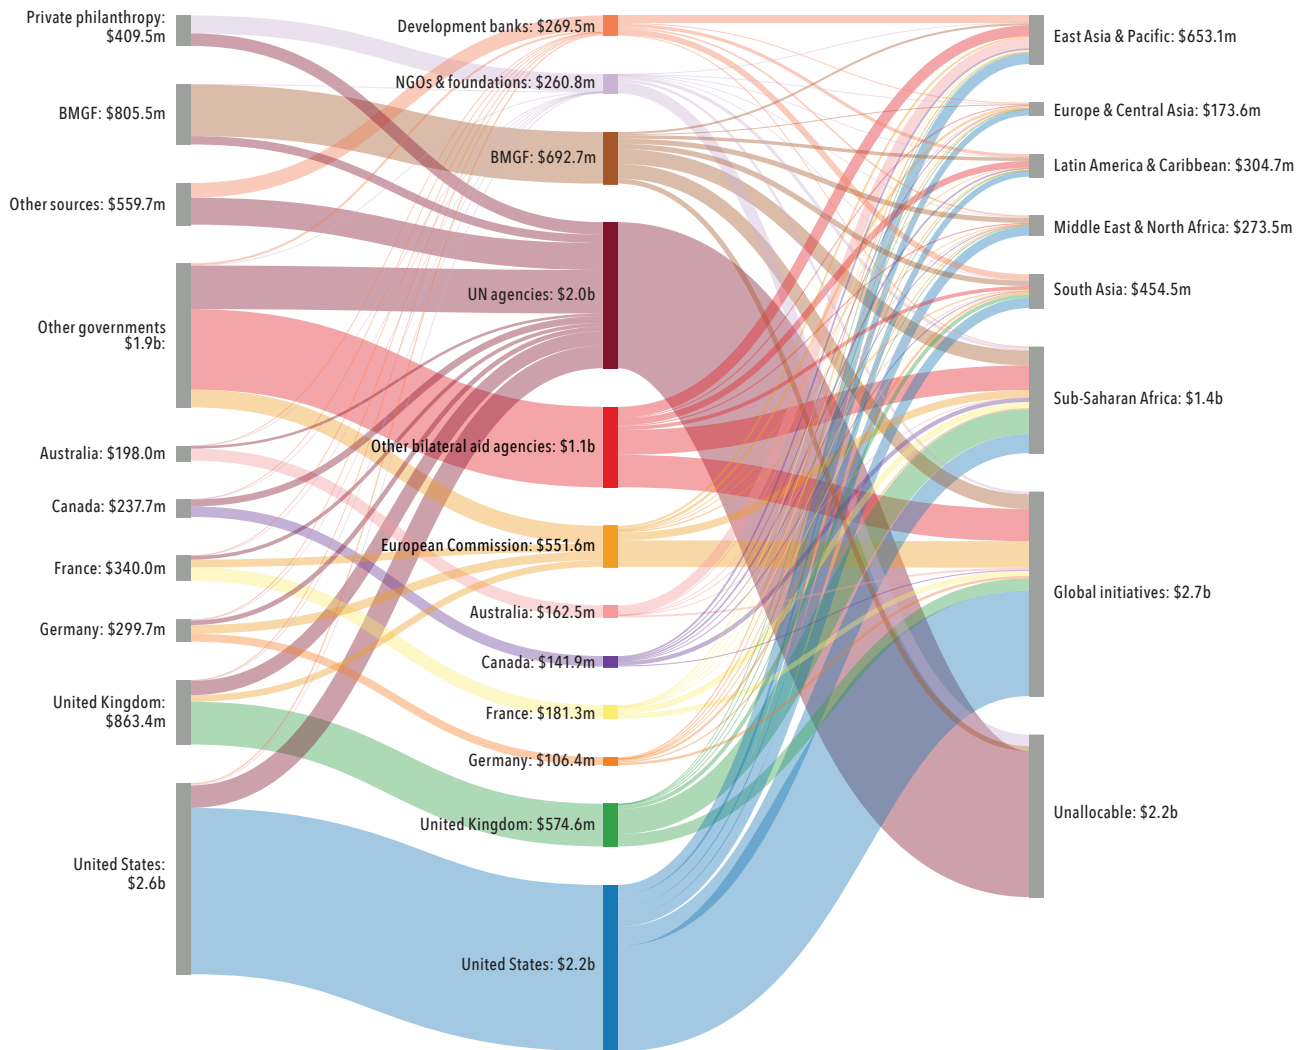 Private philanthropy:
$409.5m
BMGF: $805.5m
Other sources: $559.7m
Other governments
$1.9b:
Australia: $198.0m
Canada: $237.7m
France: $340.0m
Germany: $299.7m
United Kingdom:
$863.4m
United States:
$2.6b
Development banks: $269.5m
NGOs & foundations: $260.8m
BMGF: $692.7m
UN agencies: $2.0b
Other bilateral aid agencies: $1.1b
European Commission: $551.6m
Australia: $162.5m
Canada: $141.9m
France: $181.3m
Germany: $106.4m
United Kingdom: $574.6m
United States: $2.2b
East Asia & Pacific: $653.1m
Europe & Central Asia: $173.6m
Latin America & Caribbean: $304.7m
Middle East & North Africa: $273.5m
South Asia: $454.5m
Sub-Saharan Africa: $1.4b
Global initiatives: $2.7b
Unallocable: $2.2b